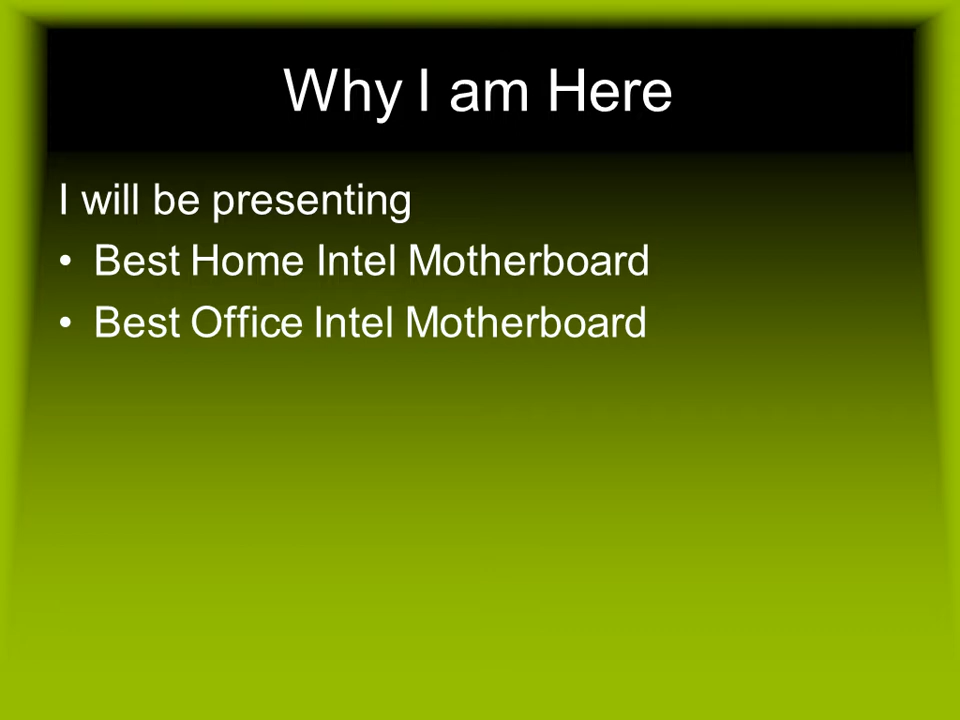 Why I am Here
I will be presenting
• Best Home Intel Motherboard
• Best Office Intel Motherboard